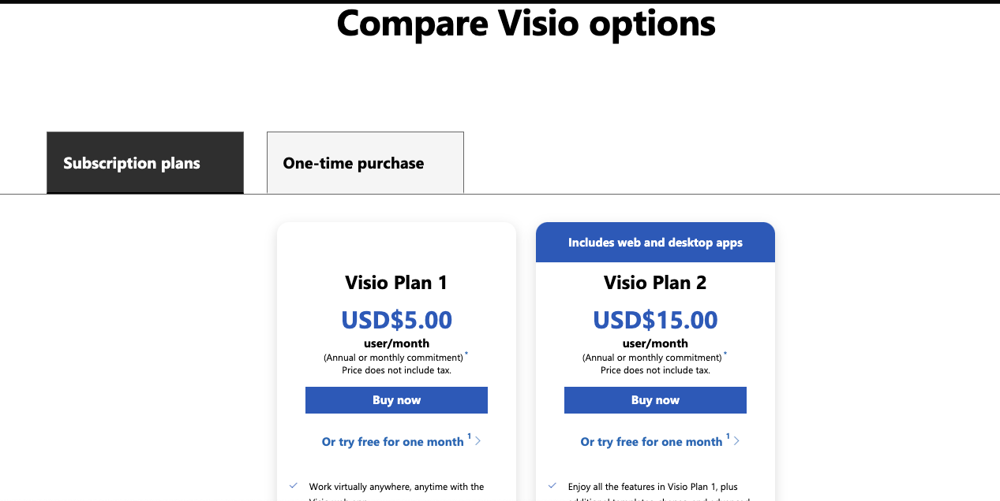 Compare Visio options
Subscription plans
One-time purchase
Visio Plan 1
USD$5.00
user/month
(Annual or monthly commitment) *
Price does not include tax.
Buy now
Or try free for one month 1
Work virtually anywhere, anytime with the
Includes web and desktop apps
Visio Plan 2
USD$15.00
user/month
(Annual or monthly commitment) *
Price does not include tax.
Buy now
Or try free for one month 1
Enjoy all the features in Visio Plan 1, plus